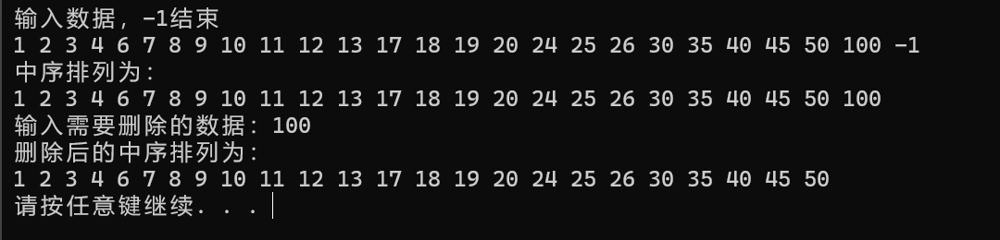 输入数据，-1结束
1 2 3 4 6 7 8 9 10 11 12 13 17 18 19 20 24 25 26 30 35 40 45 50 100 -1
中序排列为：
1 2 3 4 6 7 8 9 10 11 12 13 17 18 19 20 24 25 26 30 35 40 45 50 100
输入需要删除的数据：100
删除后的中序排列为：
1 2 3 4 6 7 8 9 10 11 12 13 17 18 19 20 24 25 26 30 35 40 45 50
请按任意键继续. . .